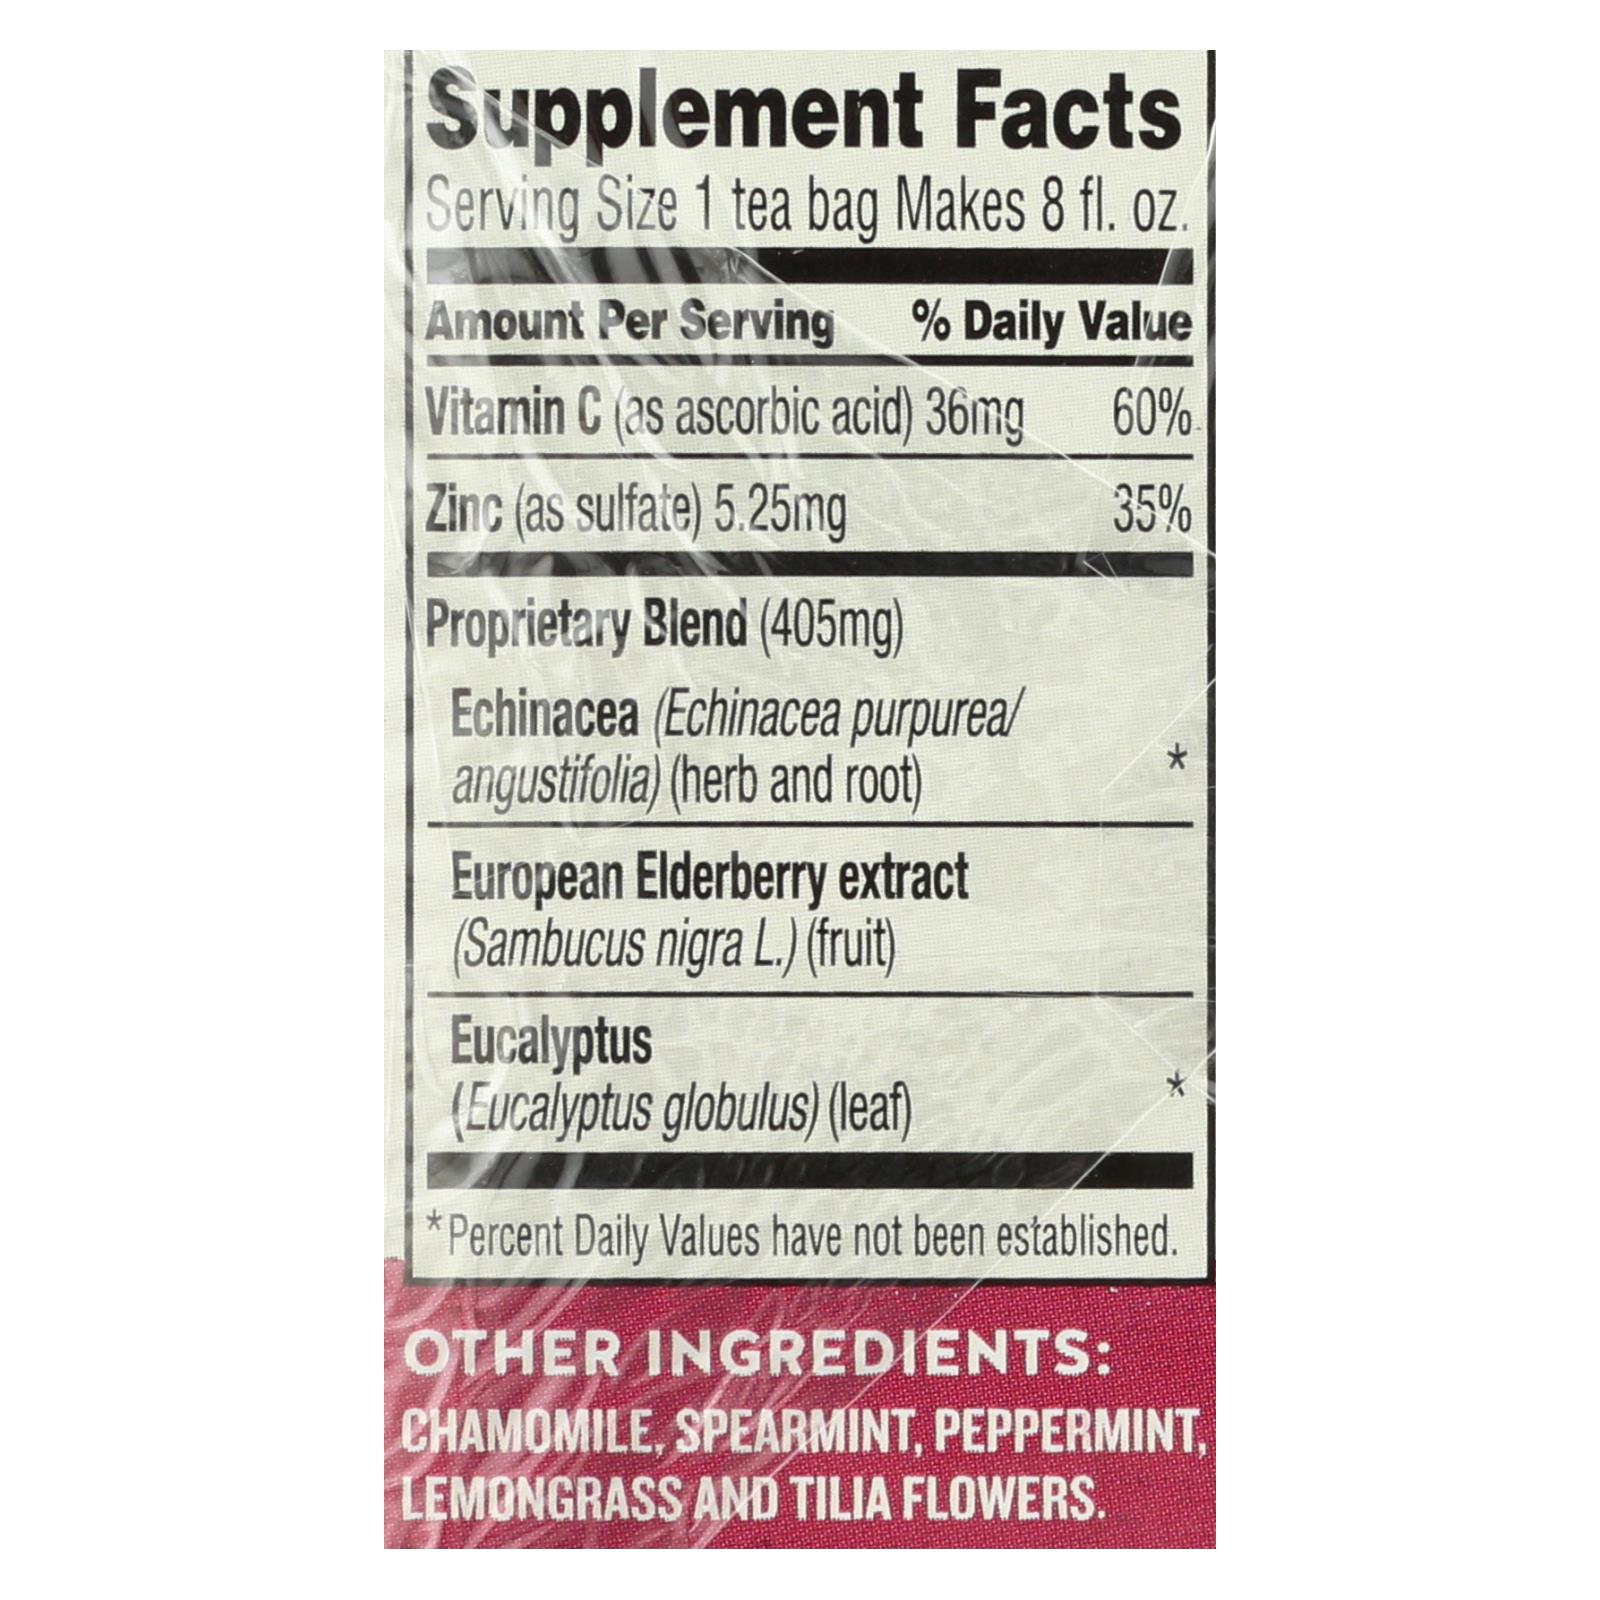 Supplement Facts
Serving Size 1 tea bag Makes 8 fl. oz.
Amount Per Serving % Daily Value
Vitamin C (as ascorbic acid) 36mg 60%
Zinc (as sulfate) 5.25mg 35%
Proprietary Blend (405mg)
Echinacea (Echinacea purpurea/
angustifolia) (herb and root) *
European Elderberry extract
(Sambucus nigra L.) (fruit)
Eucalyptus
(Eucalyptus globulus) (leaf) *
*Percent Daily Values have not been established.
OTHER INGREDIENTS:
CHAMOMILE, SPEARMINT, PEPPERMINT,
LEMONGRASS AND TILIA FLOWERS.